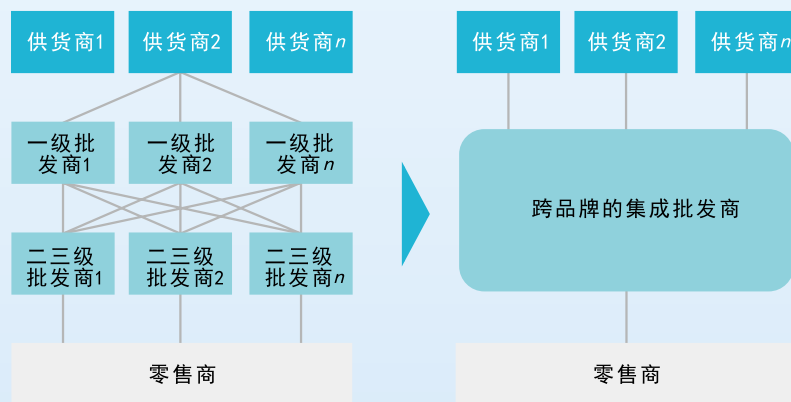 供货商1
供货商2
供货商n
一级批
发商1
一级批
发商2
一级批
发商n
二三级
批发商1
二三级
批发商2
二三级
批发商n
零售商
供货商1
供货商2
供货商n
跨品牌的集成批发商
零售商